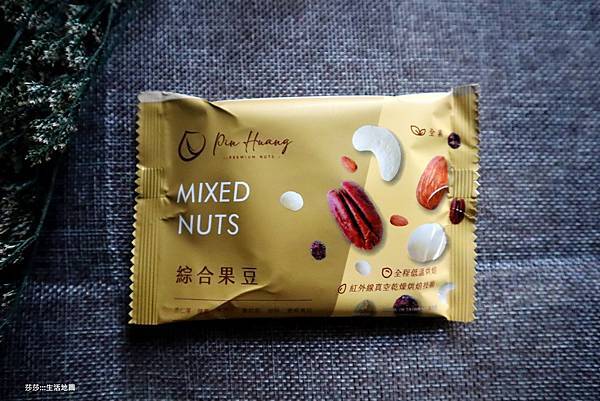 Pin Huang
PREMIUM NUTS
全素
MIXED
NUTS
綜合果豆
全程低溫烘焙
紅外線真空乾燥烘焙技術
莎莎:::生活地圖